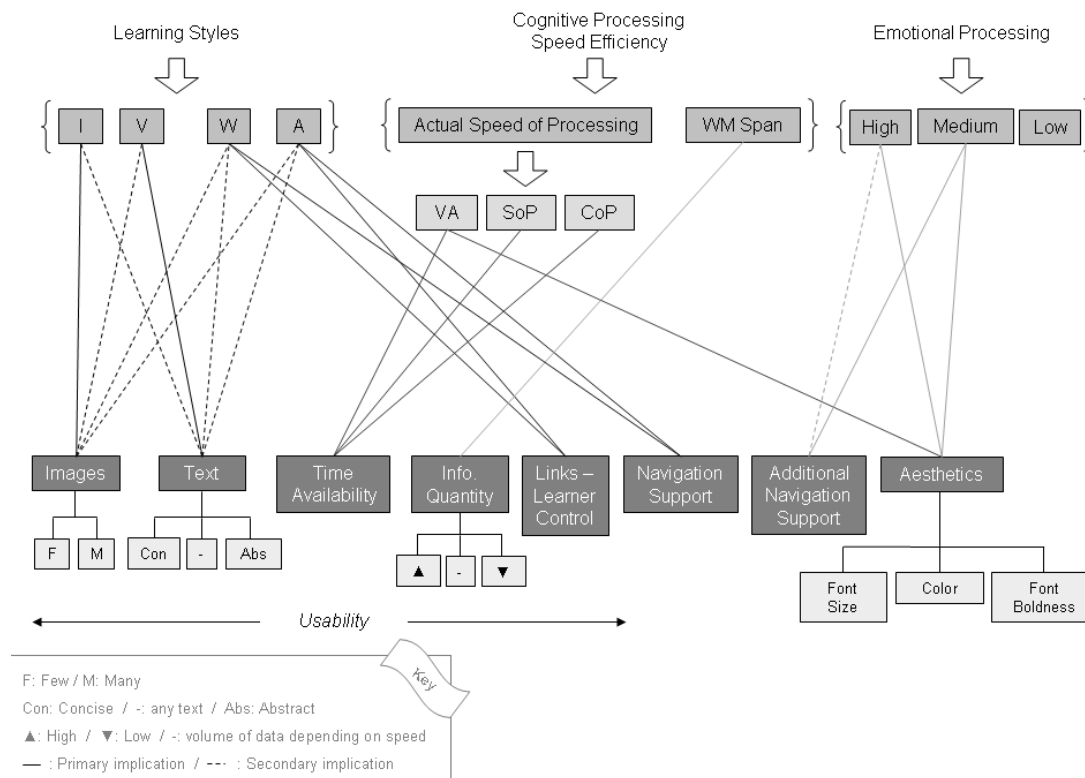 Learning Styles
Cognitive Processing
Speed Efficiency
Emotional Processing
I
V
W
A
Actual Speed of Processing
WM Span
High
Medium
Low
VA
SoP
CoP
Images
Text
Time
Availability
Info.
Quantity
Links –
Learner
Control
Navigation
Support
Additional
Navigation
Support
Aesthetics
F
M
Con
-
Abs
▲
-
▼
Font
Size
Color
Font
Boldness
Usability
Key
F: Few / M: Many
Con: Concise / -: any text / Abs: Abstract
▲: High / ▼: Low / -: volume of data depending on speed
— : Primary implication / --- : Secondary implication